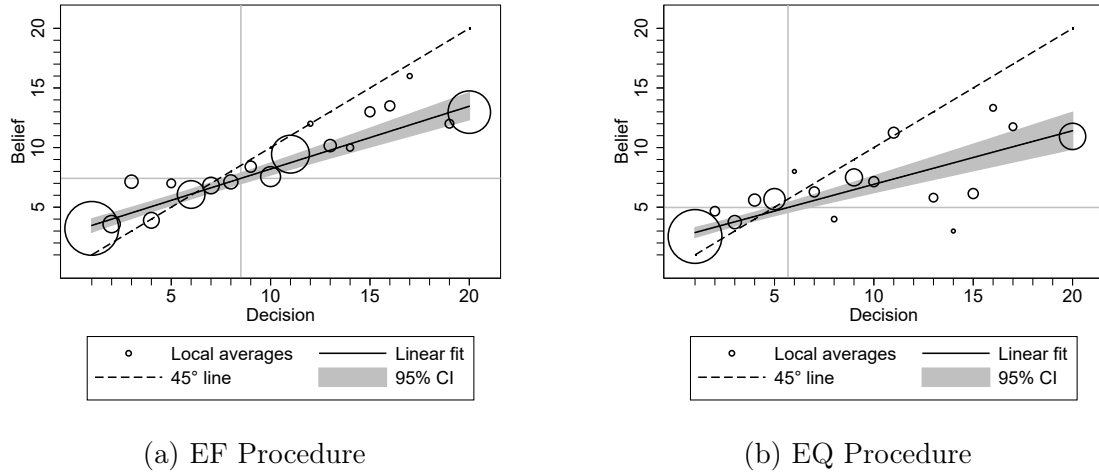 20
15
10
5
Belief
5
10
15
20
Decision
Local averages
Linear fit
45° line
95% CI
(a) EF Procedure
20
15
10
5
Belief
5
10
15
20
Decision
Local averages
Linear fit
45° line
95% CI
(b) EQ Procedure